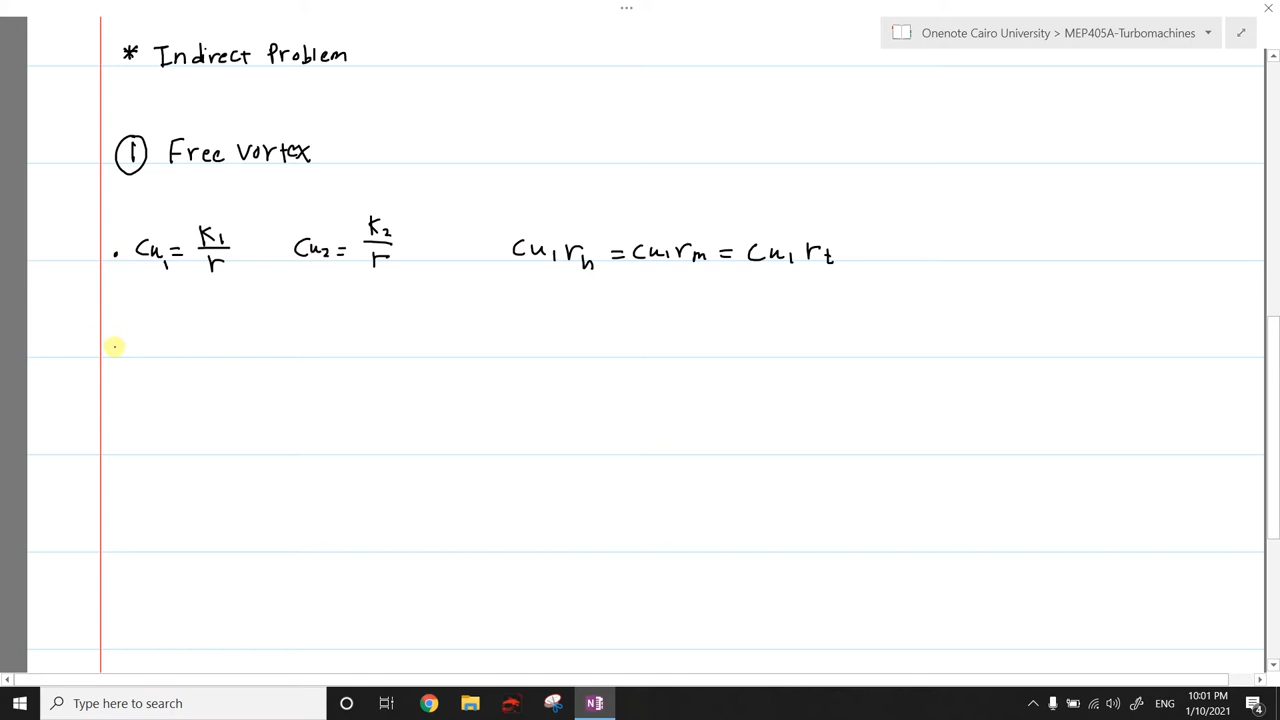 Onenote Cairo University > MEP405A-Turbomachines
* Indirect Problem
① Free Vortex
. Cu₁ = K₁/r   Cu₂ = K₂/r   Cu₁ rₕ = Cu₁ rₘ = Cu₁ rₜ
Type here to search
ENG
10:01 PM
1/10/2021
4